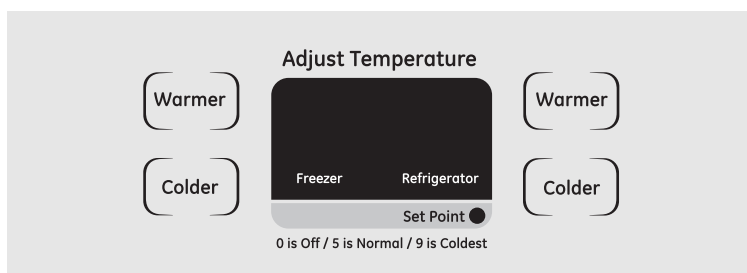 Adjust Temperature
Warmer
Warmer
Freezer Refrigerator
Colder
Colder
Set Point
0 is Off / 5 is Normal / 9 is Coldest